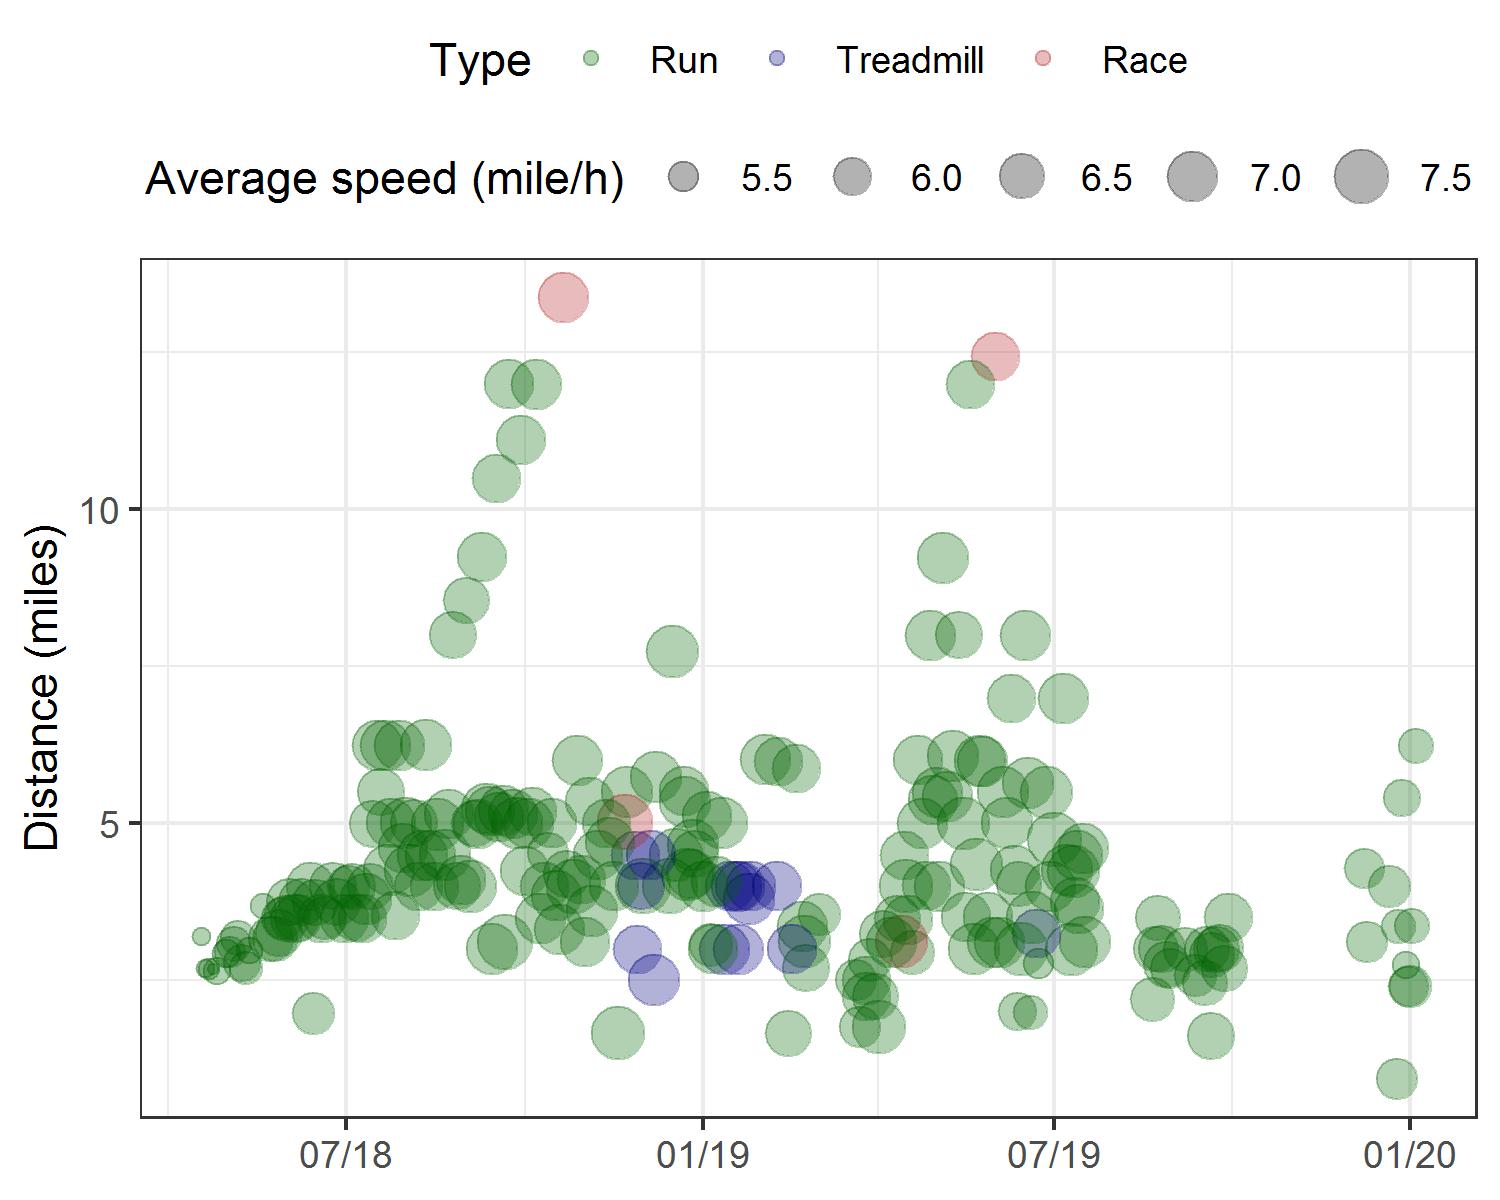 Type Run Treadmill Race
Average speed (mile/h) 5.5 6.0 6.5 7.0 7.5
Distance (miles)
10
5
07/18 01/19 07/19 01/20